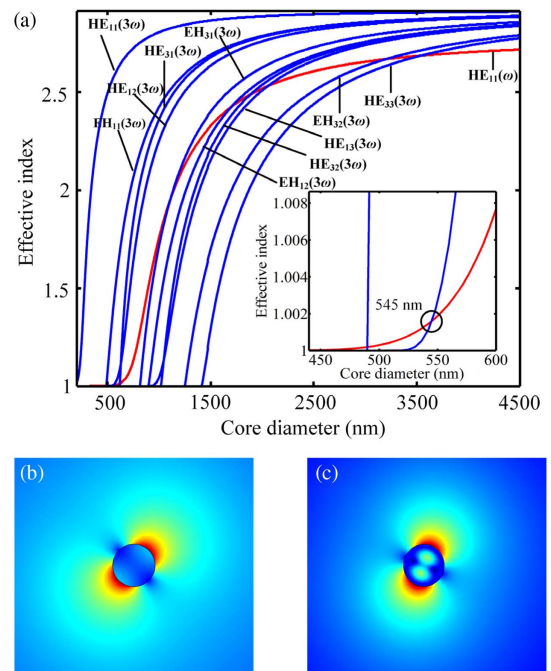 (a)
HE11(3ω)
HE31(3ω)
HE12(3ω)
EH11(3ω)
EH31(3ω)
HE11(ω)
HE33(3ω)
EH32(3ω)
HE13(3ω)
HE32(3ω)
EH12(3ω)
Effective index
2.5
2
1.5
1
500
1500
2500
3500
4500
Core diameter (nm)
Effective index
1.008
1.006
1.004
1.002
1
545 nm
450
500
550
600
Core diameter (nm)
(b)
(c)